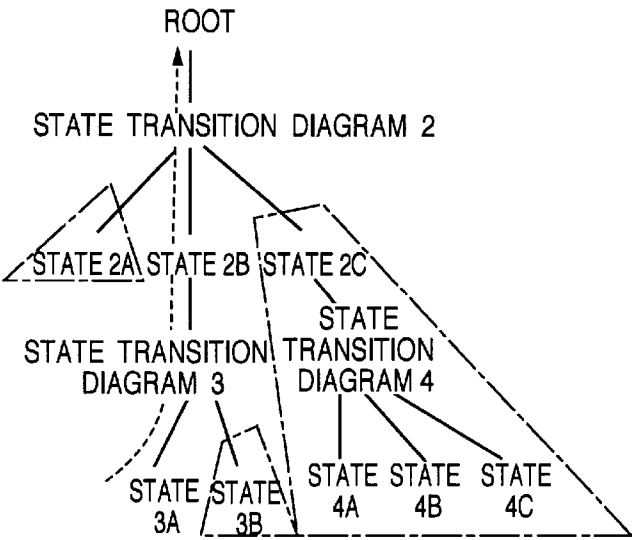 ROOT
STATE TRANSITION DIAGRAM 2
STATE 2A STATE 2B STATE 2C
STATE TRANSITION
DIAGRAM 3
STATE
TRANSITION
DIAGRAM 4
STATE
3A
STATE
3B
STATE
4A
STATE
4B
STATE
4C